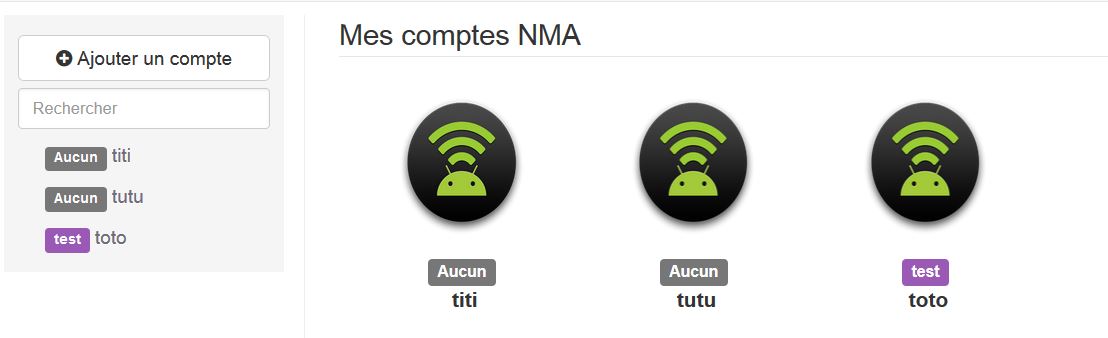 Ajouter un compte
Rechercher
Aucun titi
Aucun tutu
test toto
Mes comptes NMA
Aucun
titi
Aucun
tutu
test
toto